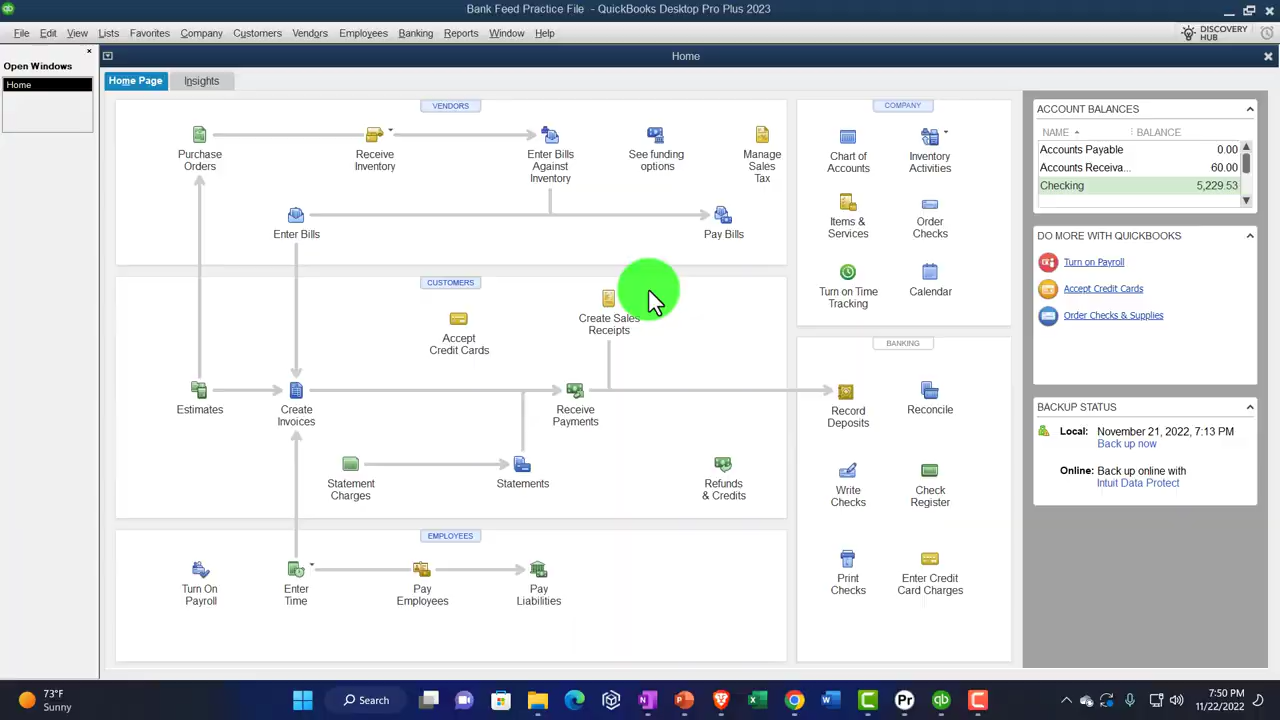 Bank Feed Practice File - QuickBooks Desktop Pro Plus 2023
File Edit View Lists Favorites Company Customers Vendors Employees Banking Reports Window Help
DISCOVERY
HUB
Open Windows
Home
Home
Home Page
Insights
VENDORS
Purchase
Orders
Receive
Inventory
Enter Bills
Against
Inventory
See funding
options
Manage
Sales
Tax
Enter Bills
Pay Bills
CUSTOMERS
Accept
Credit Cards
Create Sales
Receipts
Estimates
Create
Invoices
Receive
Payments
Statement
Charges
Statements
Refunds
& Credits
EMPLOYEES
Turn On
Payroll
Enter
Time
Pay
Employees
Pay
Liabilities
COMPANY
Chart of
Accounts
Inventory
Activities
Items &
Services
Order
Checks
Turn on Time
Tracking
Calendar
BANKING
Record
Deposits
Reconcile
Write
Checks
Check
Register
Print
Checks
Enter Credit
Card Charges
ACCOUNT BALANCES
NAME BALANCE
Accounts Payable 0.00
Accounts Receiva... 60.00
Checking 5,229.53
DO MORE WITH QUICKBOOKS
Turn on Payroll
Accept Credit Cards
Order Checks & Supplies
BACKUP STATUS
Local: November 21, 2022, 7:13 PM
Back up now
Online: Back up online with
Intuit Data Protect
73°F
Sunny
Search
7:50 PM
11/22/2022